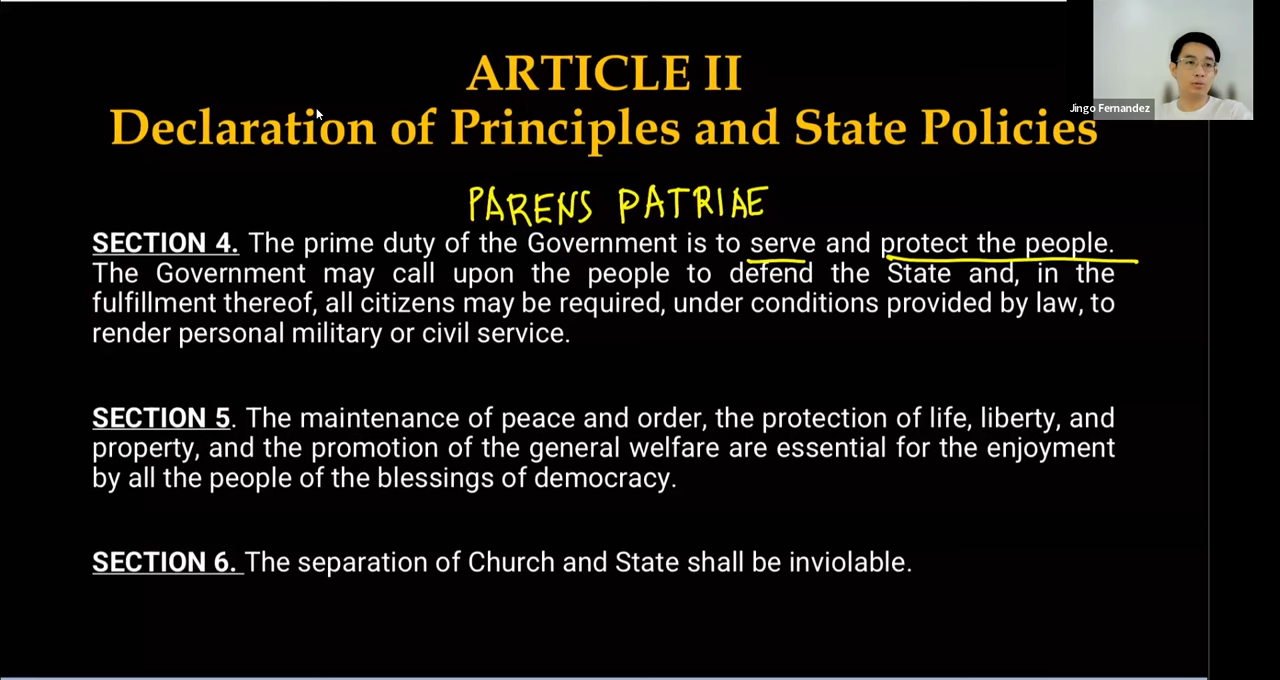 ARTICLE II
Declaration of Principles and State Policies
Jingo Fernandez
PARENS PATRIAE
SECTION 4. The prime duty of the Government is to serve and protect the people.
The Government may call upon the people to defend the State and, in the
fulfillment thereof, all citizens may be required, under conditions provided by law, to
render personal military or civil service.
SECTION 5. The maintenance of peace and order, the protection of life, liberty, and
property, and the promotion of the general welfare are essential for the enjoyment
by all the people of the blessings of democracy.
SECTION 6. The separation of Church and State shall be inviolable.